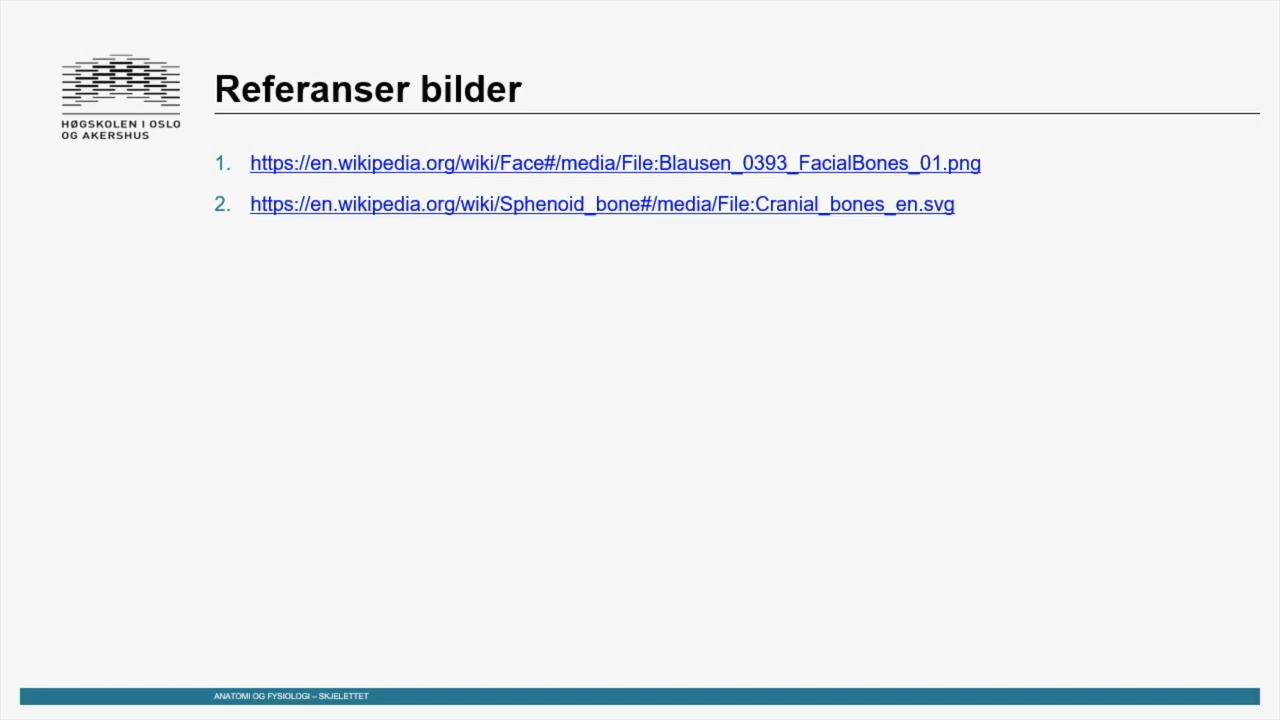 HØGSKOLEN I OSLO
OG AKERSHUS
Referanser bilder
1. https://en.wikipedia.org/wiki/Face#/media/File:Blausen_0393_FacialBones_01.png
2. https://en.wikipedia.org/wiki/Sphenoid_bone#/media/File:Cranial_bones_en.svg
ANATOMI OG FYSIOLOGI – SKJELETTET